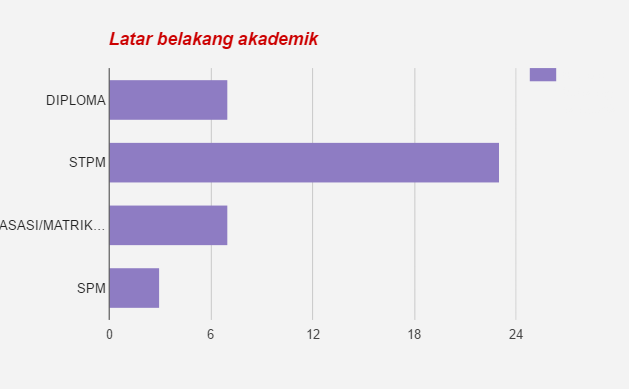 Latar belakang akademik
DIPLOMA
STPM
ASASI/MATRIK...
SPM
0 6 12 18 24